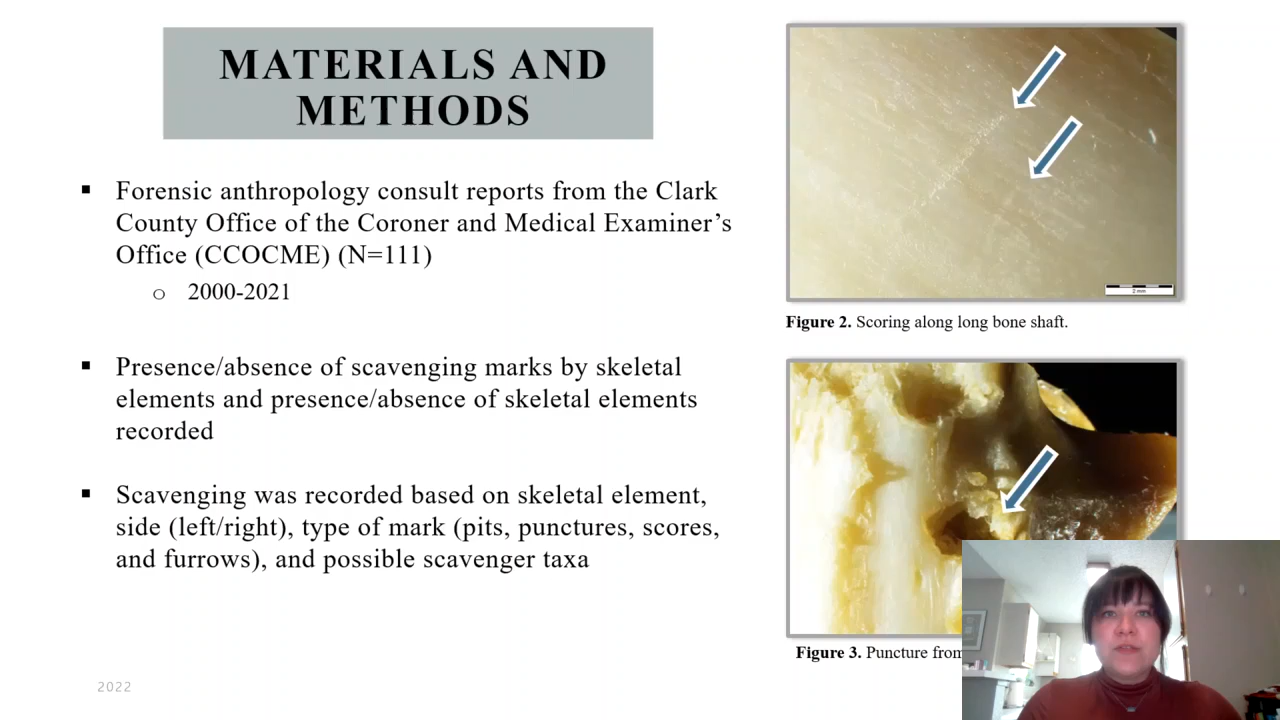 MATERIALS AND
METHODS
▪ Forensic anthropology consult reports from the Clark
County Office of the Coroner and Medical Examiner’s
Office (CCOCME) (N=111)
o 2000-2021
▪ Presence/absence of scavenging marks by skeletal
elements and presence/absence of skeletal elements
recorded
▪ Scavenging was recorded based on skeletal element,
side (left/right), type of mark (pits, punctures, scores,
and furrows), and possible scavenger taxa
2022
2 mm
Figure 2. Scoring along long bone shaft.
Figure 3. Puncture from